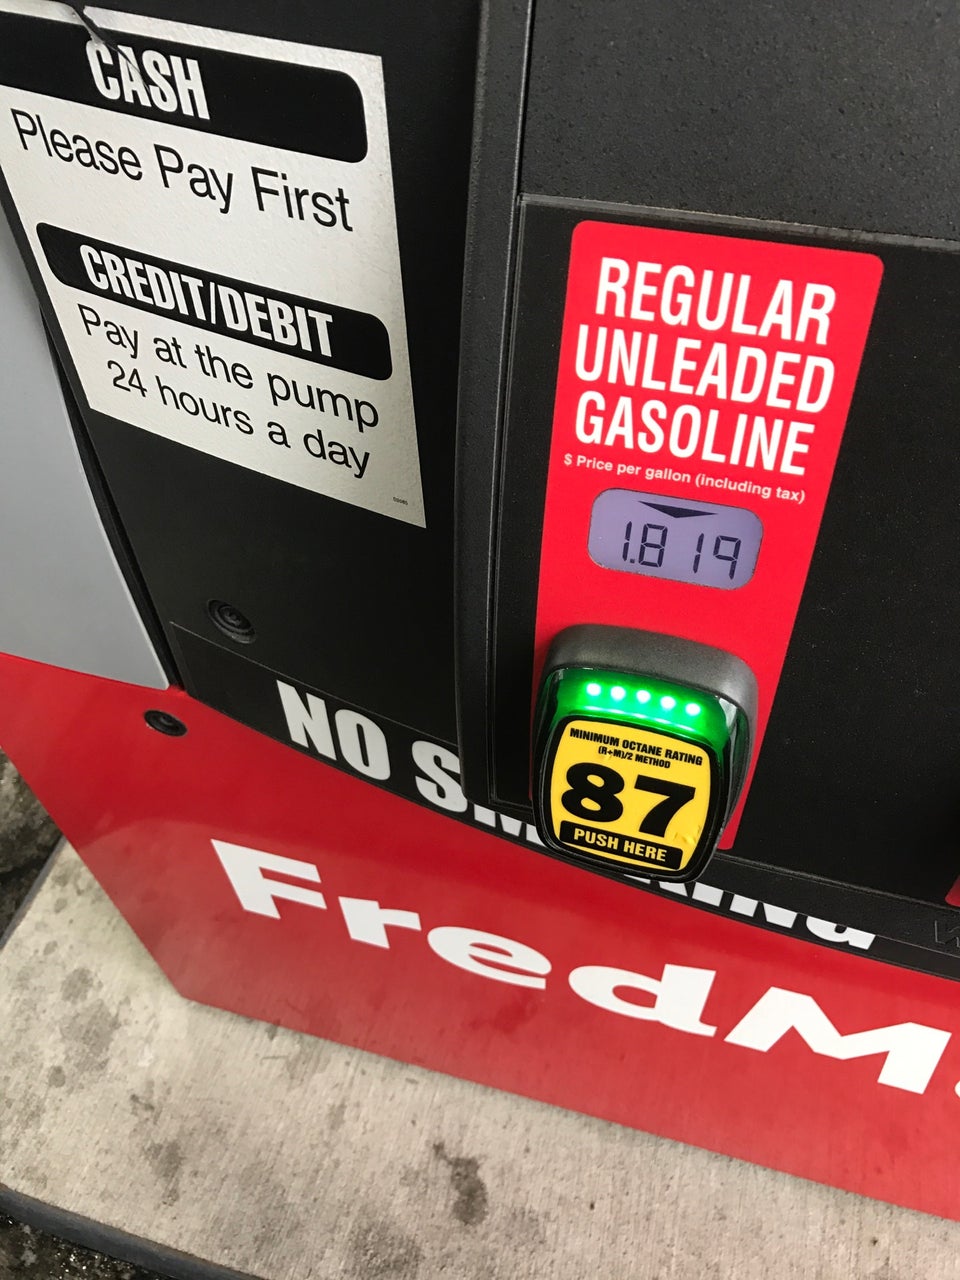 CASH
Please Pay First
CREDIT/DEBIT
Pay at the pump
24 hours a day
REGULAR
UNLEADED
GASOLINE
$ Price per gallon (including tax)
1.819
MINIMUM OCTANE RATING
(R+M)/2 METHOD
87
PUSH HERE
NO SMOKING
FredM